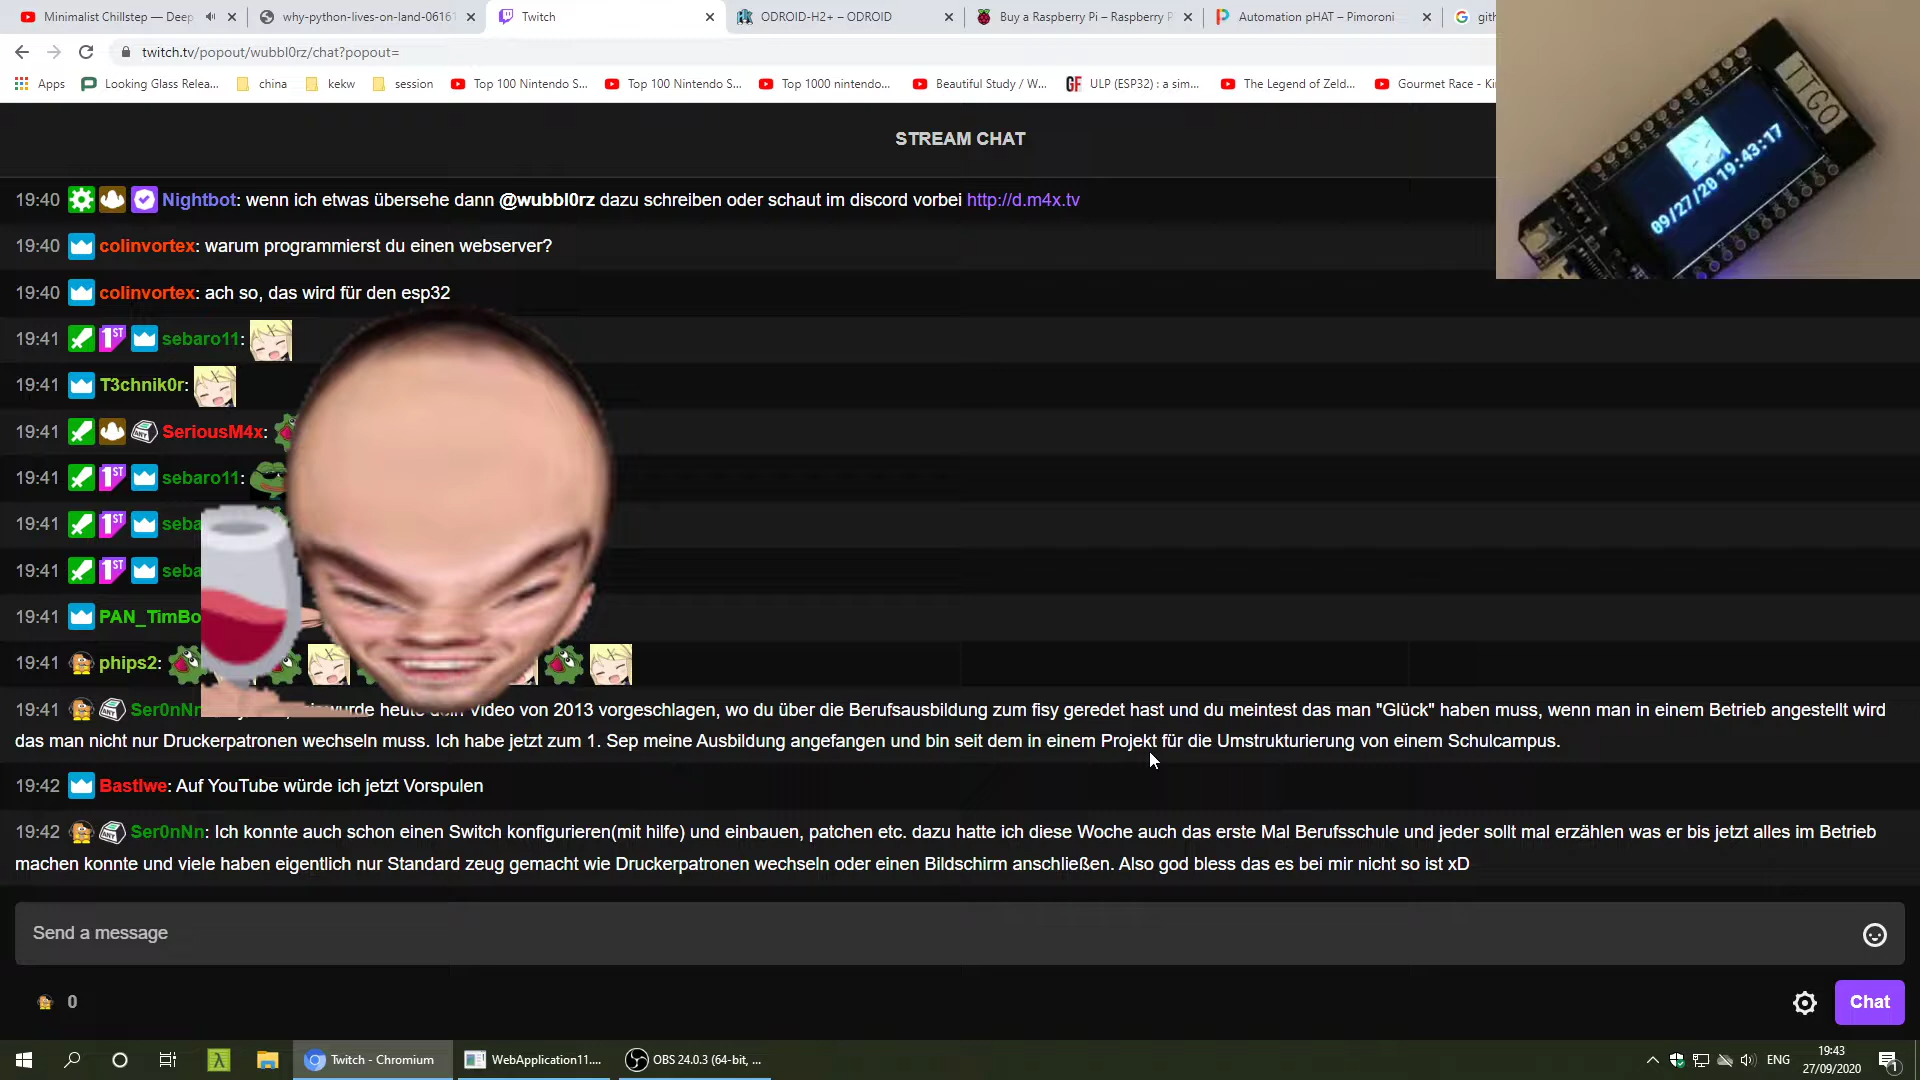 Minimalist Chillstep — Deep
why-python-lives-on-land-06161
Twitch
ODROID-H2+ – ODROID
Buy a Raspberry Pi – Raspberry P
Automation pHAT – Pimoroni
gith
twitch.tv/popout/wubbl0rz/chat?popout=
Apps
Looking Glass Relea...
china
kekw
session
Top 100 Nintendo S...
Top 100 Nintendo S...
Top 1000 nintendo...
Beautiful Study / W...
GF ULP (ESP32) : a sim...
The Legend of Zeld...
Gourmet Race - Ki
TTGO
09/27/20 19:43:17
STREAM CHAT
19:40 Nightbot: wenn ich etwas übersehe dann @wubbl0rz dazu schreiben oder schaut im discord vorbei http://d.m4x.tv
19:40 colinvortex: warum programmierst du einen webserver?
19:40 colinvortex: ach so, das wird für den esp32
19:41 1ST sebaro11:
19:41 T3chnik0r:
19:41 SeriousM4x:
19:41 1ST sebaro11:
19:41 1ST seba
19:41 1ST seba
19:41 PAN_TimBo
19:41 phips2:
19:41 Ser0nN heute Video von 2013 vorgeschlagen, wo du über die Berufsausbildung zum fisy geredet hast und du meintest das man "Glück" haben muss, wenn man in einem Betrieb angestellt wird
das man nicht nur Druckerpatronen wechseln muss. Ich habe jetzt zum 1. Sep meine Ausbildung angefangen und bin seit dem in einem Projekt für die Umstrukturierung von einem Schulcampus.
19:42 Bastlwe: Auf YouTube würde ich jetzt Vorspulen
19:42 Ser0nNn: Ich konnte auch schon einen Switch konfigurieren(mit hilfe) und einbauen, patchen etc. dazu hatte ich diese Woche auch das erste Mal Berufsschule und jeder sollt mal erzählen was er bis jetzt alles im Betrieb
machen konnte und viele haben eigentlich nur Standard zeug gemacht wie Druckerpatronen wechseln oder einen Bildschirm anschließen. Also god bless das es bei mir nicht so ist xD
Send a message
0
Chat
Twitch - Chromium
WebApplication11....
OBS 24.0.3 (64-bit, ...
ENG
19:43
27/09/2020
1